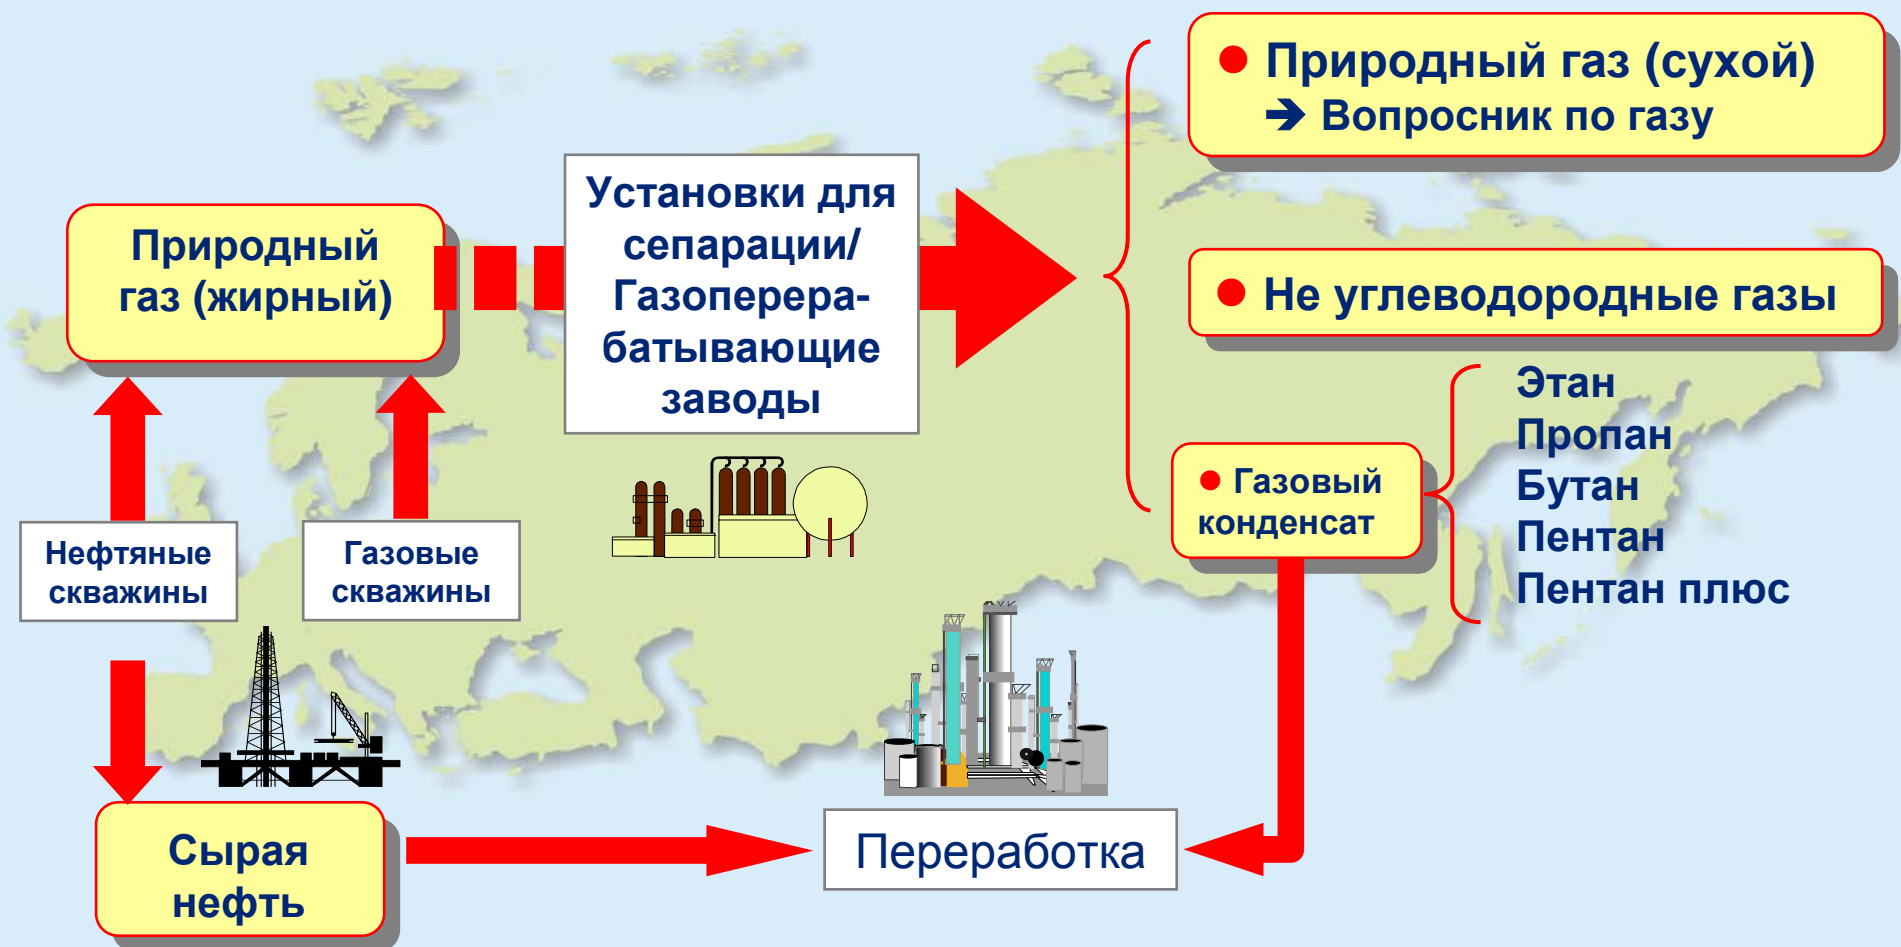 ● Природный газ (сухой)
➔ Вопросник по газу
Установки для
сепарации/
Газоперера-
батывающие
заводы
Природный
газ (жирный)
● Не углеводородные газы
Этан
Пропан
Бутан
Пентан
Пентан плюс
● Газовый
конденсат
Нефтяные
скважины
Газовые
скважины
Сырая
нефть
Переработка